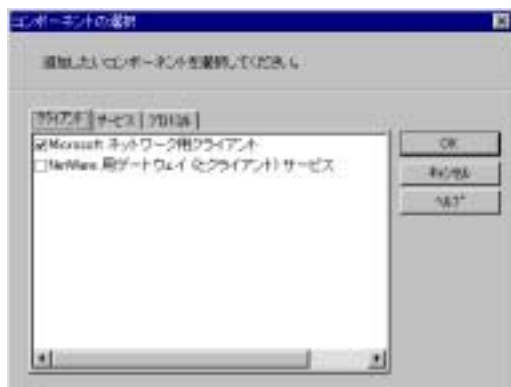 コンポーネントの選択
追加したいコンポーネントを選択してください。
クライアント サービス プロトコル
Microsoft ネットワーク用クライアント
NetWare 用ゲートウェイ (とクライアント) サービス
OK
キャンセル
ヘルプ